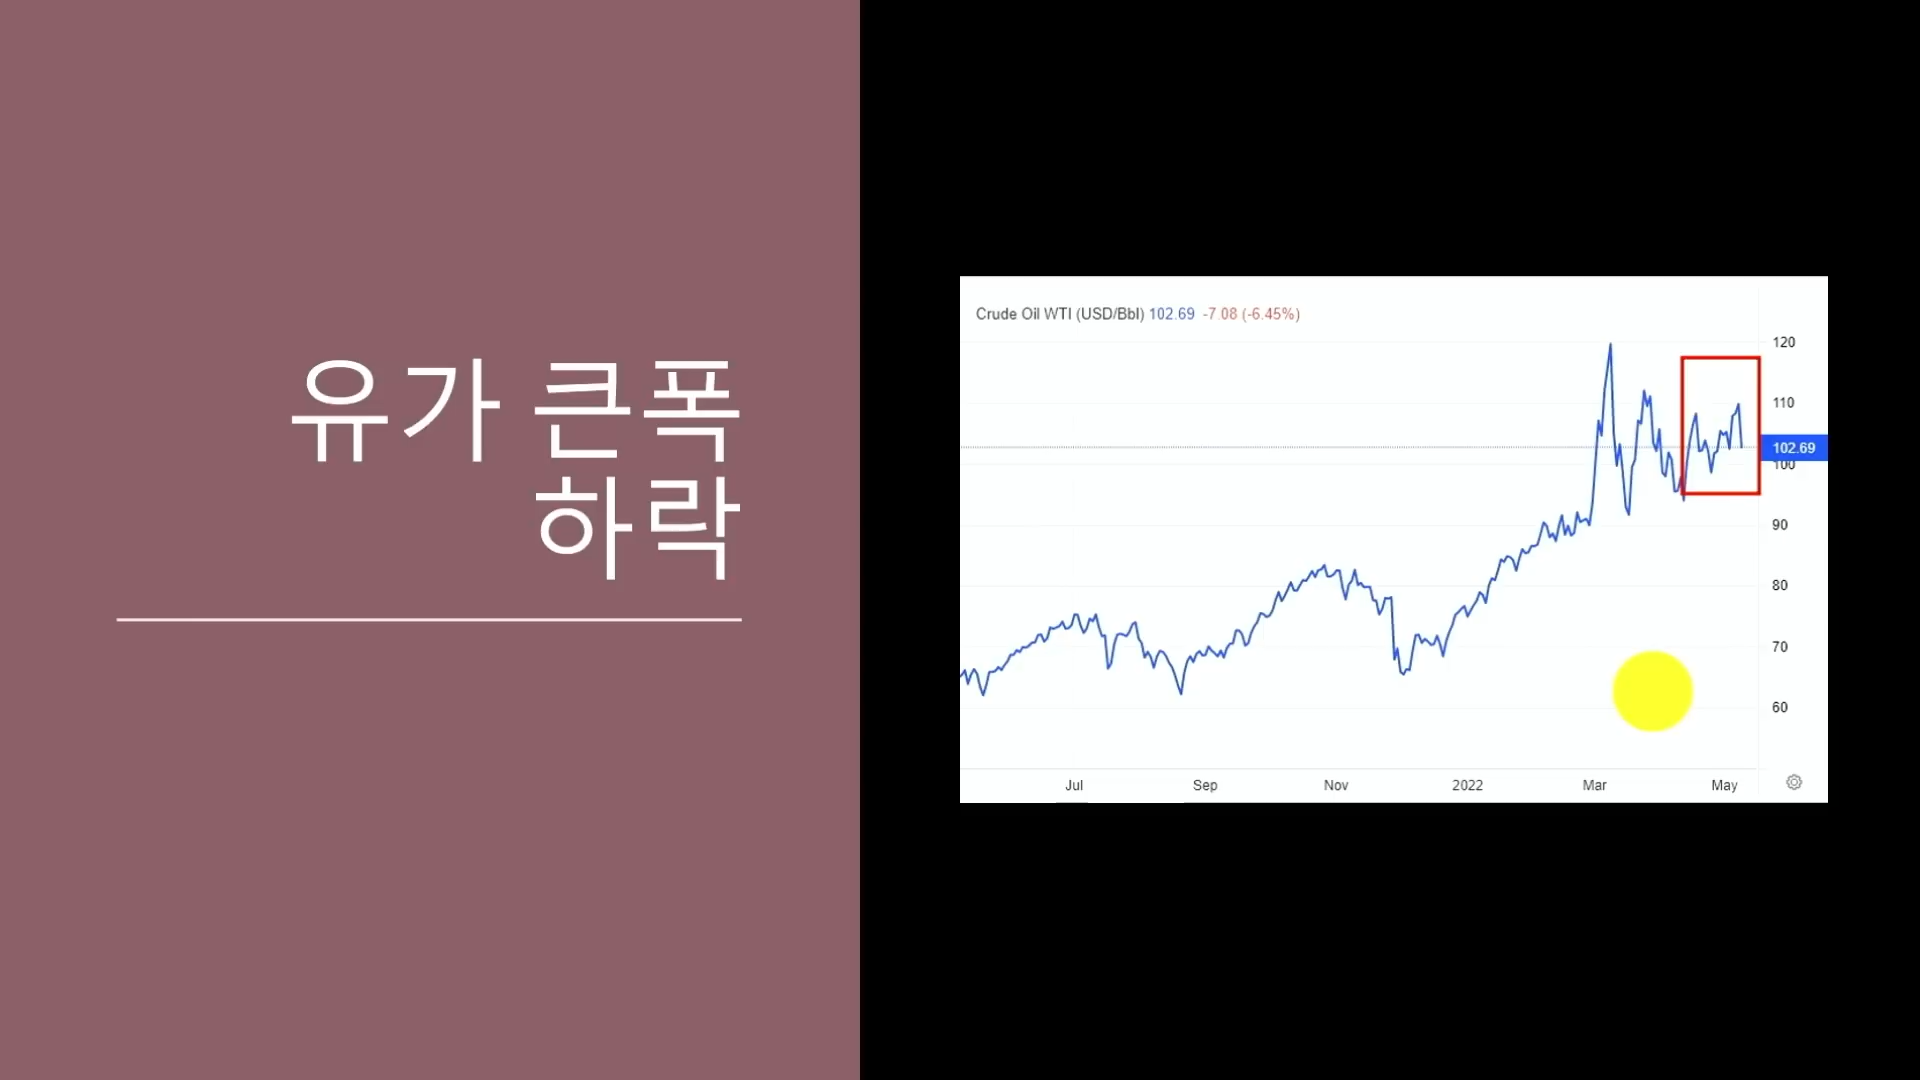 유가 큰폭
하락
Crude Oil WTI (USD/Bbl) 102.69 -7.08 (-6.45%)
120
110
102.69
100
90
80
70
60
Jul Sep Nov 2022 Mar May